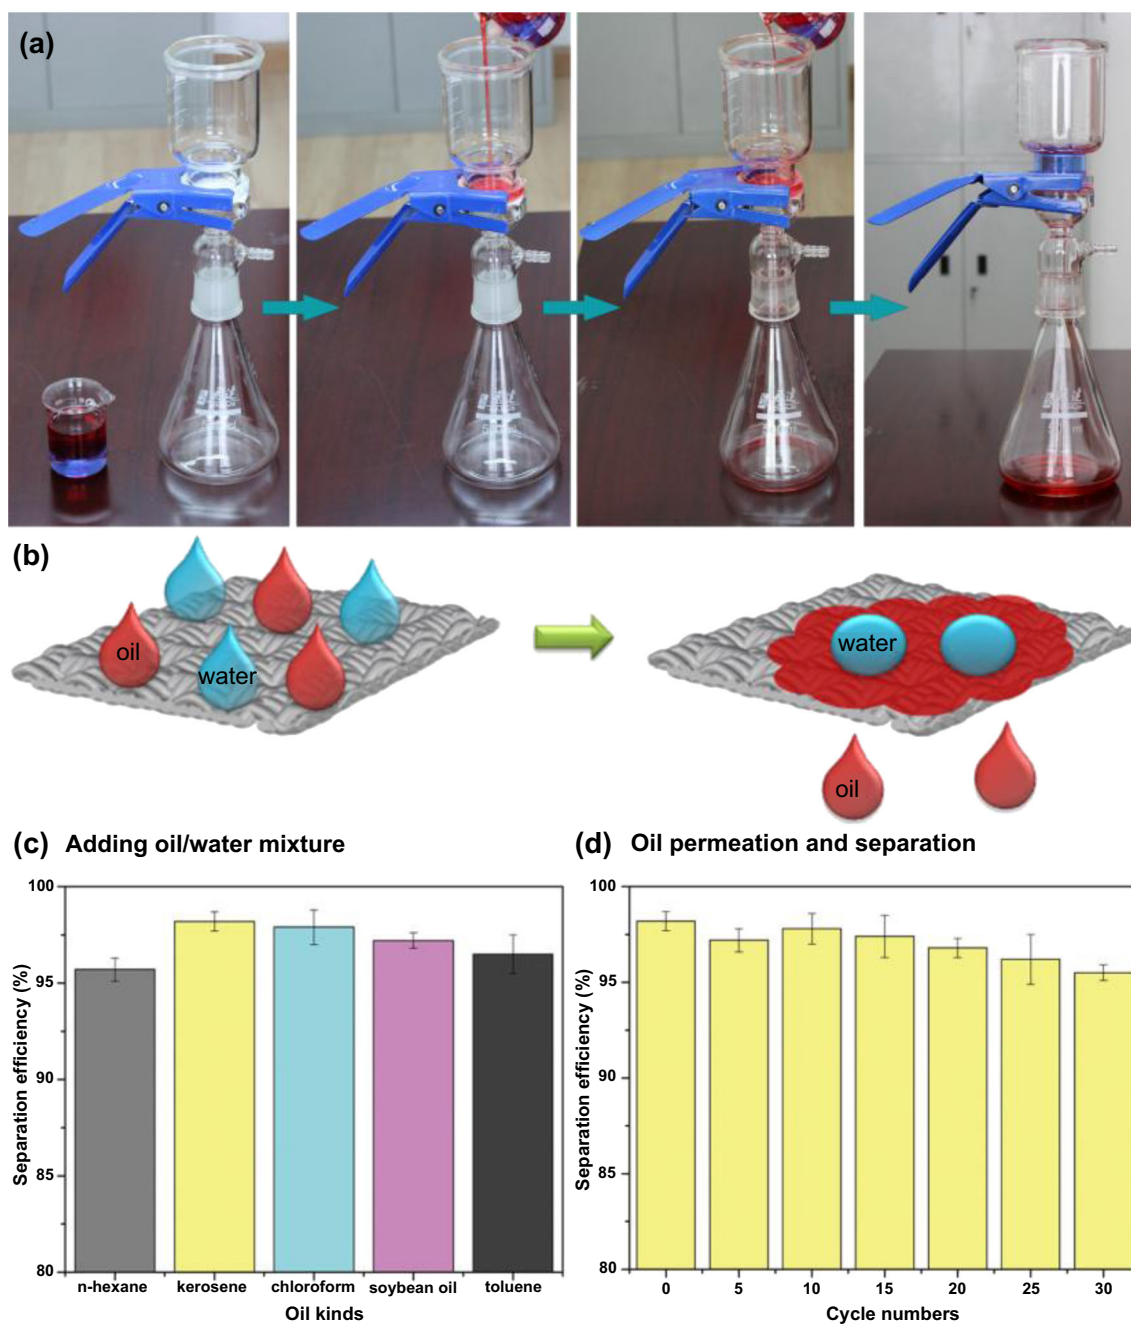 (a)
(b)
oil
water
water
oil
(c) Adding oil/water mixture
(d) Oil permeation and separation
Separation efficiency (%)
100
95
90
85
80
n-hexane kerosene chloroform soybean oil toluene
Oil kinds
Separation efficiency (%)
100
95
90
85
80
0 5 10 15 20 25 30
Cycle numbers